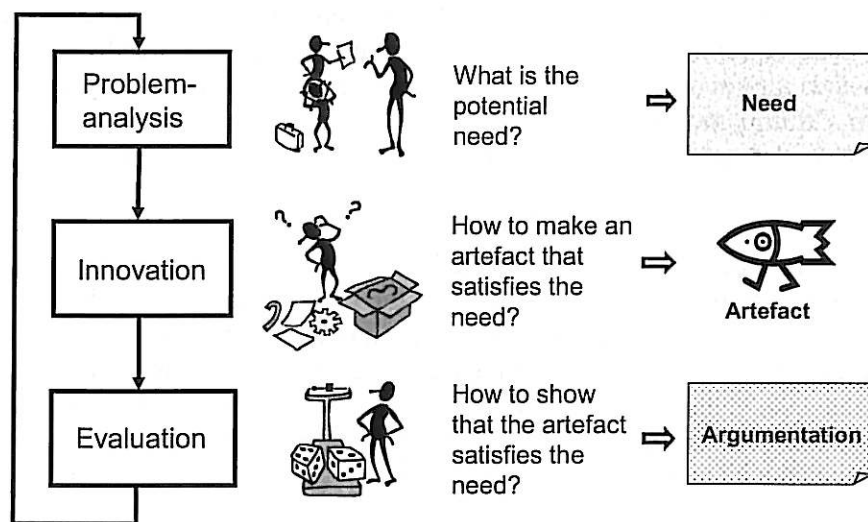 Problem-
analysis
What is the
potential
need?
Need
Innovation
? ?
How to make an
artefact that
satisfies the
need?
Artefact
Evaluation
How to show
that the artefact
satisfies the
need?
Argumentation